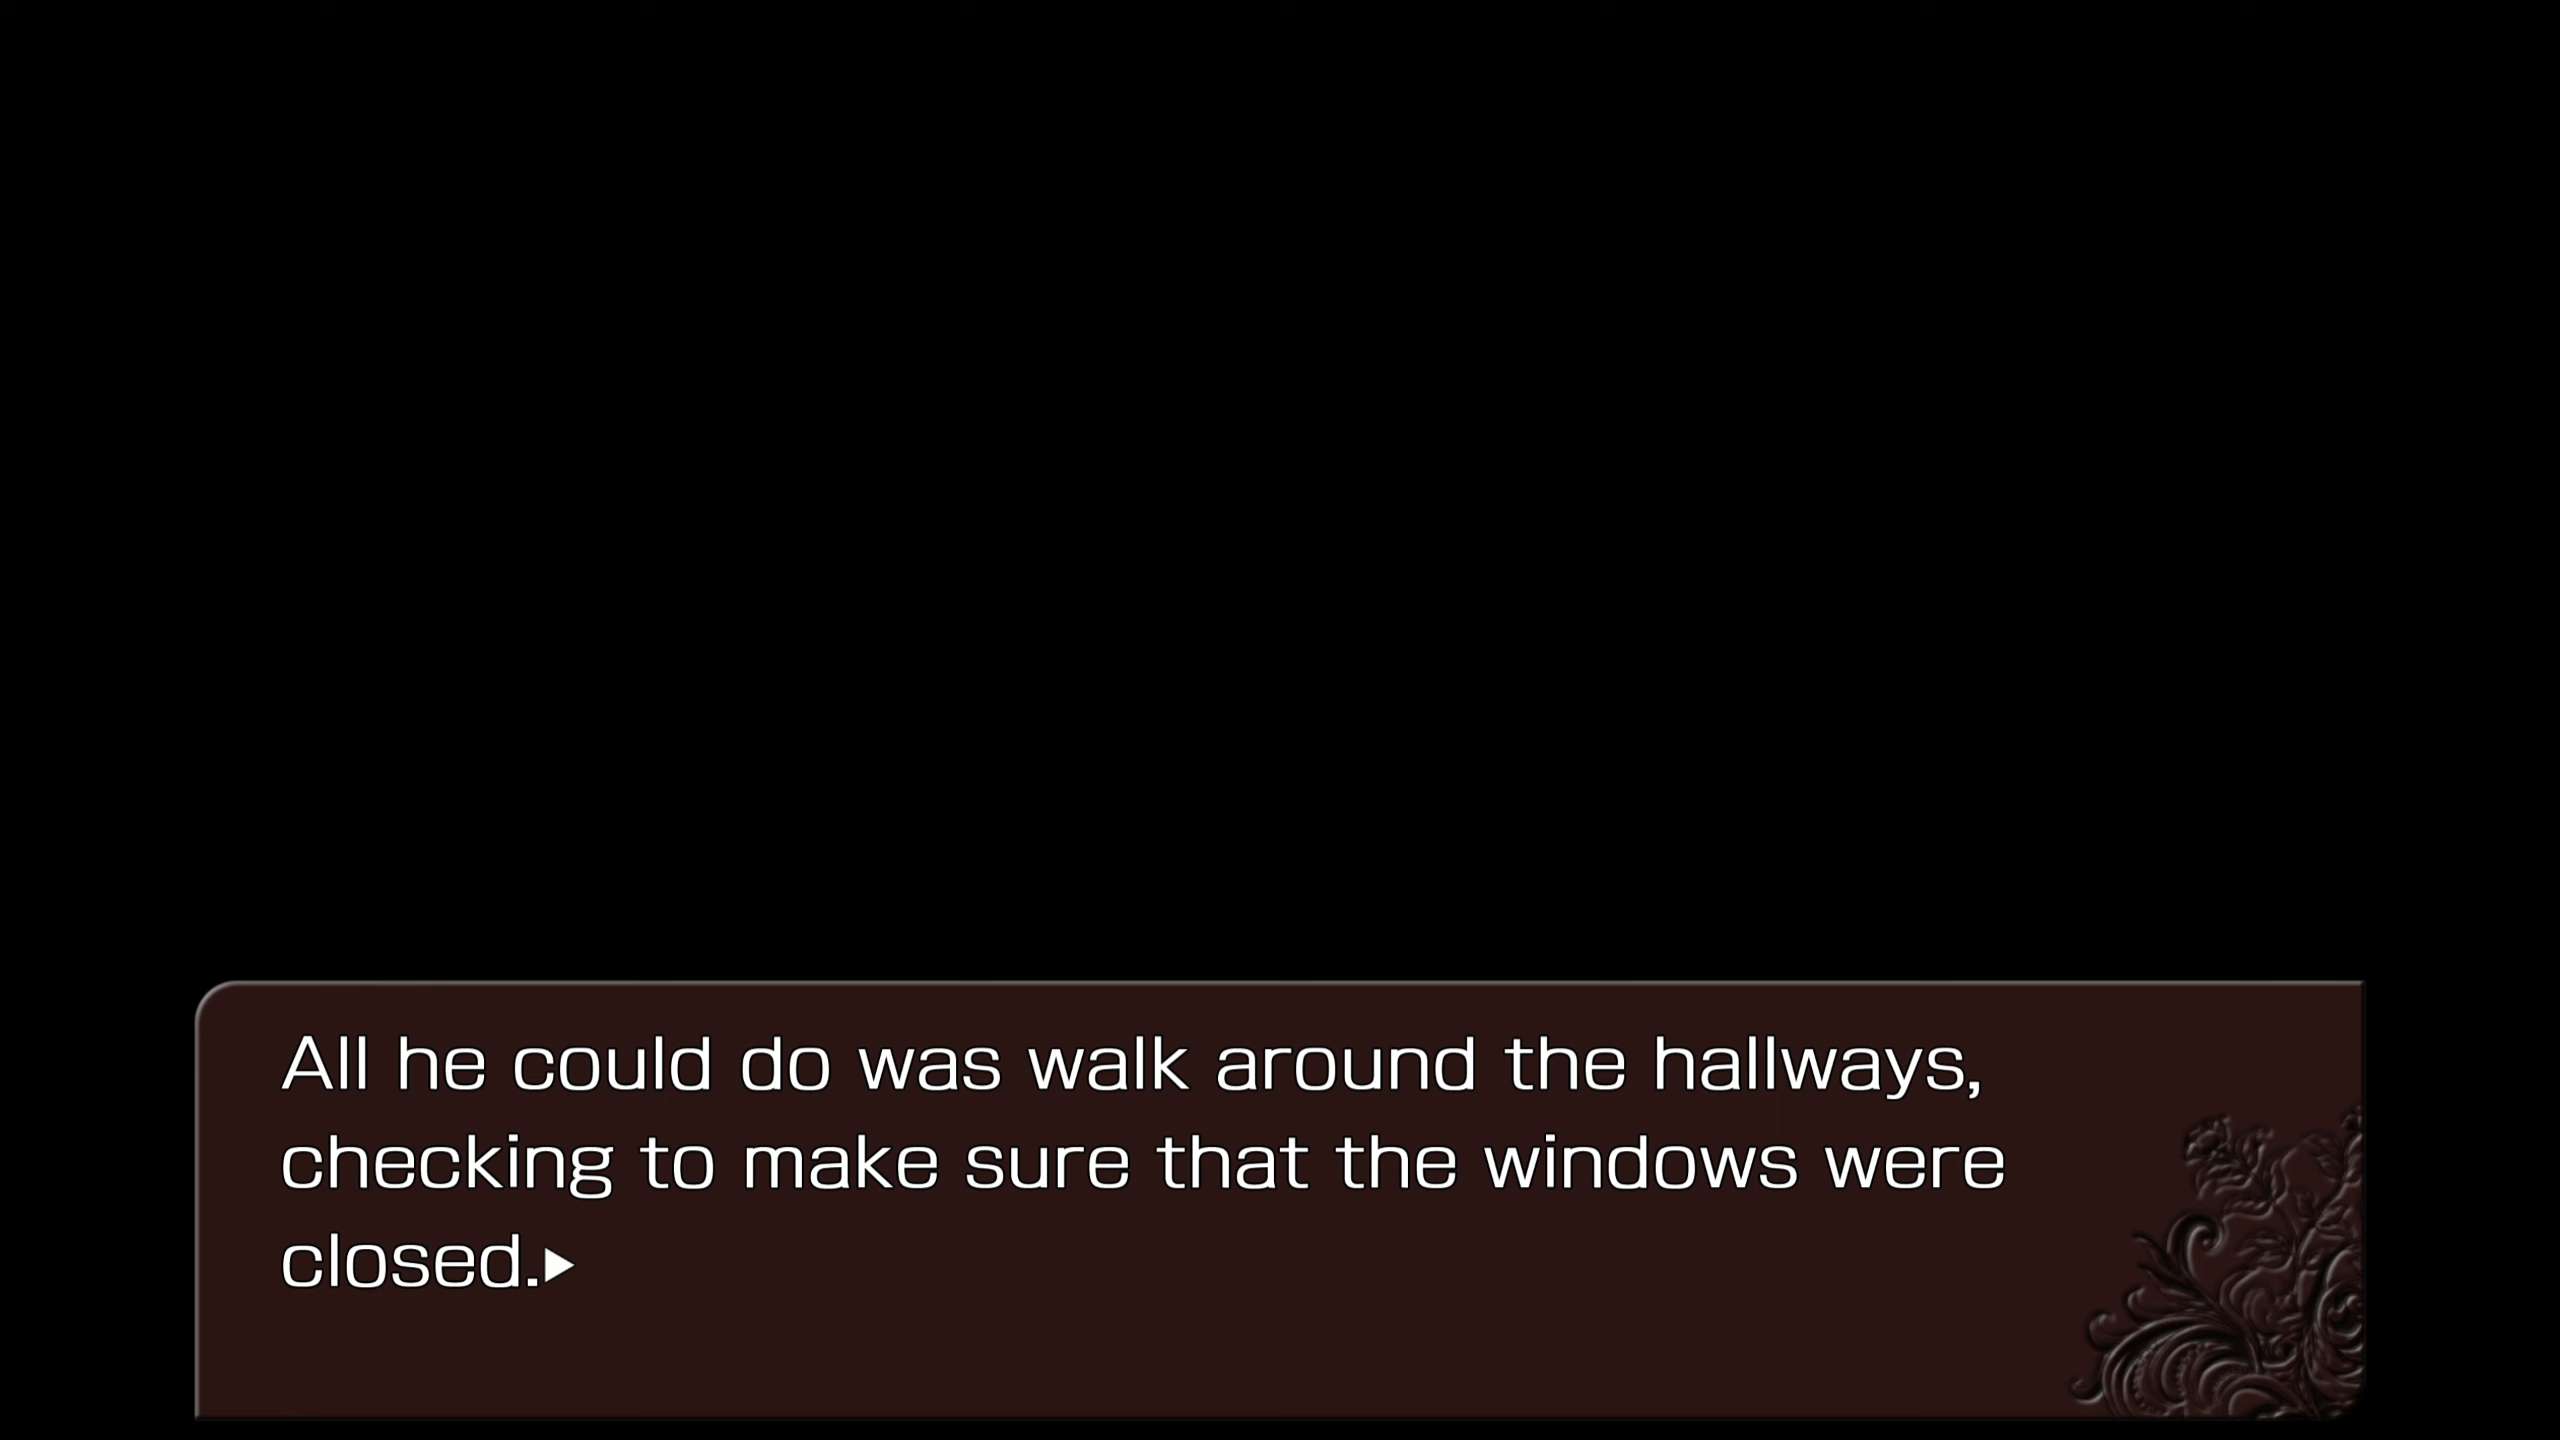 All he could do was walk around the hallways,
checking to make sure that the windows were
closed.